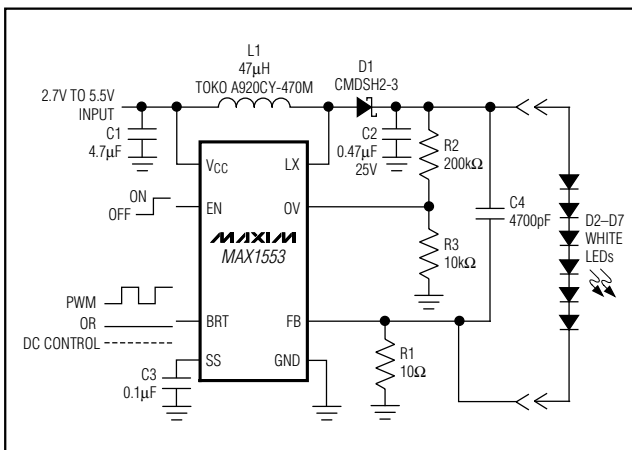 L1
47μH
TOKO A920CY-470M
D1
CMDSH2-3
2.7V TO 5.5V
INPUT
C1
4.7μF
C2
0.47μF
25V
R2
200kΩ
VCC
LX
C4
4700pF
ON
OFF
EN
OV
D2–D7
WHITE
LEDs
MAXIM
MAX1553
R3
10kΩ
PWM
OR
DC CONTROL
BRT
FB
SS
GND
R1
10Ω
C3
0.1μF